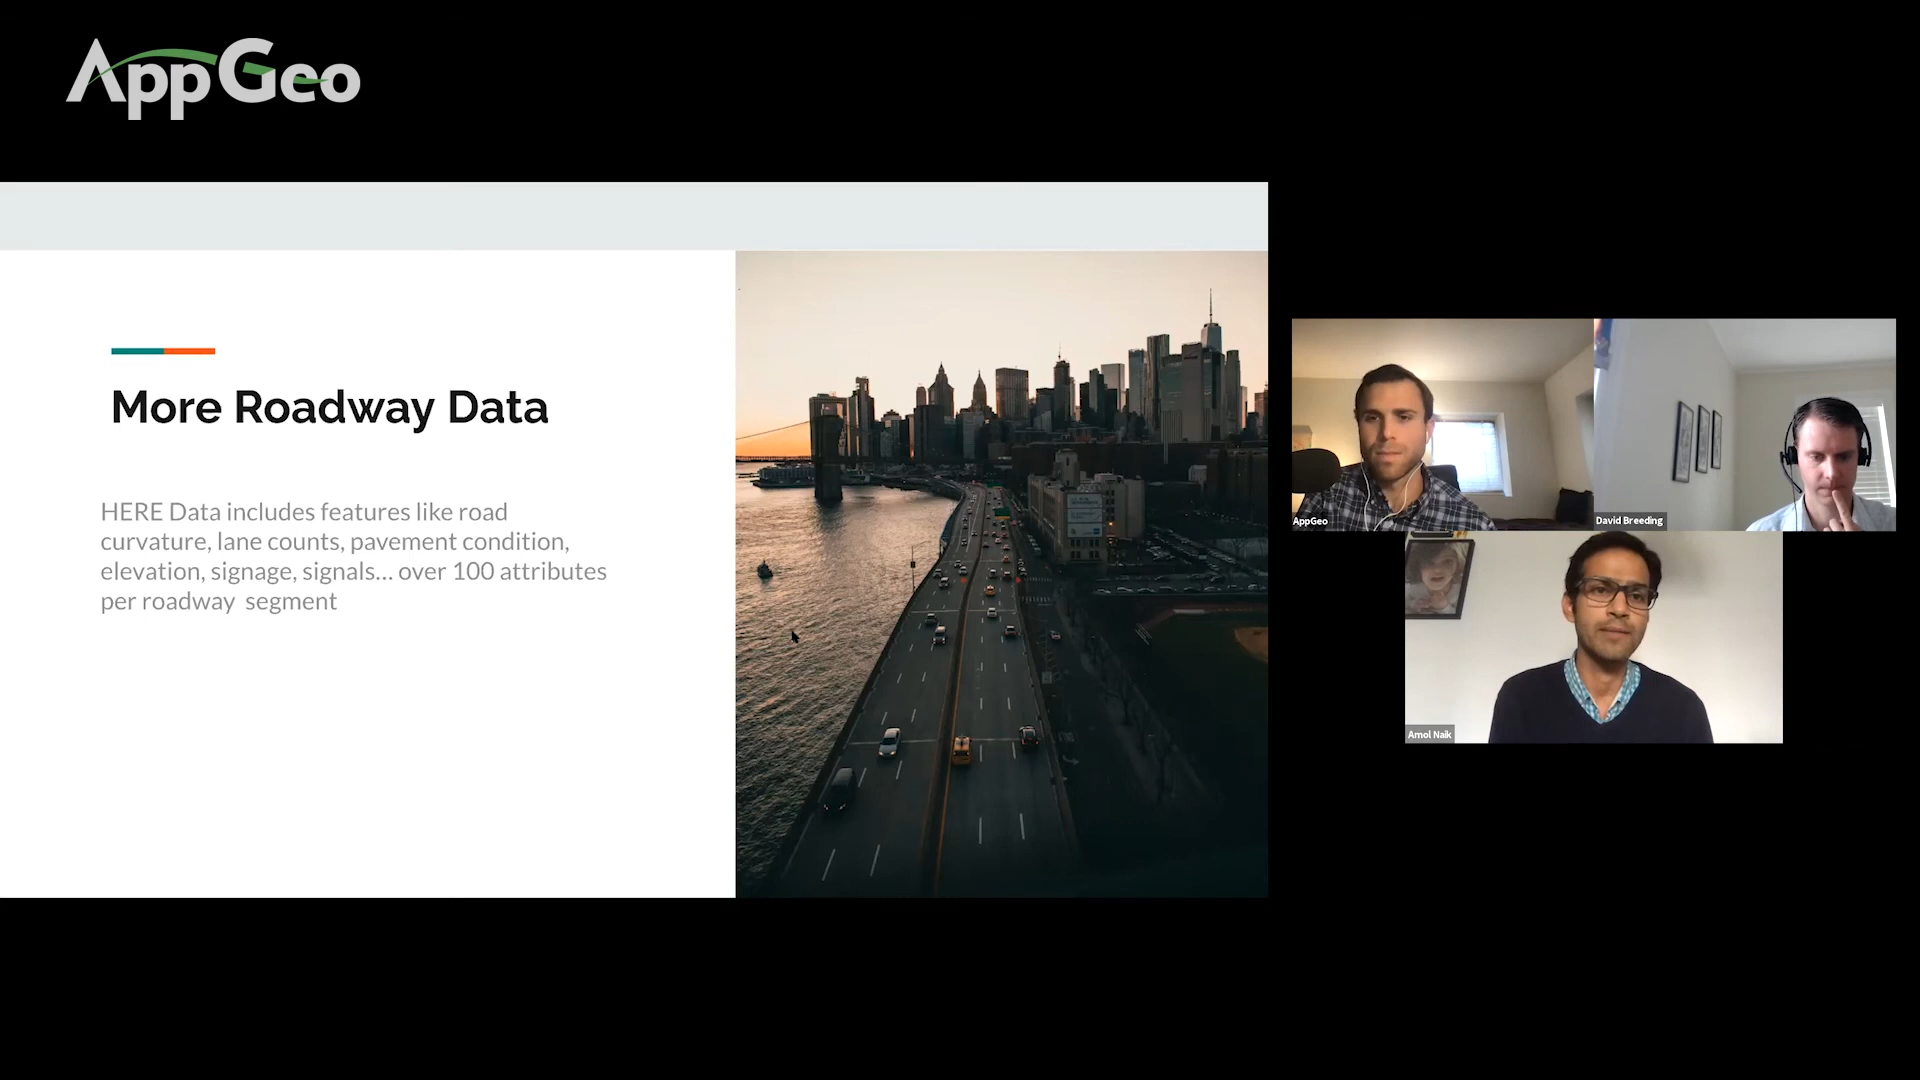 AppGeo
More Roadway Data
HERE Data includes features like road
curvature, lane counts, pavement condition,
elevation, signage, signals... over 100 attributes
per roadway segment
AppGeo
David Breeding
Amol Naik